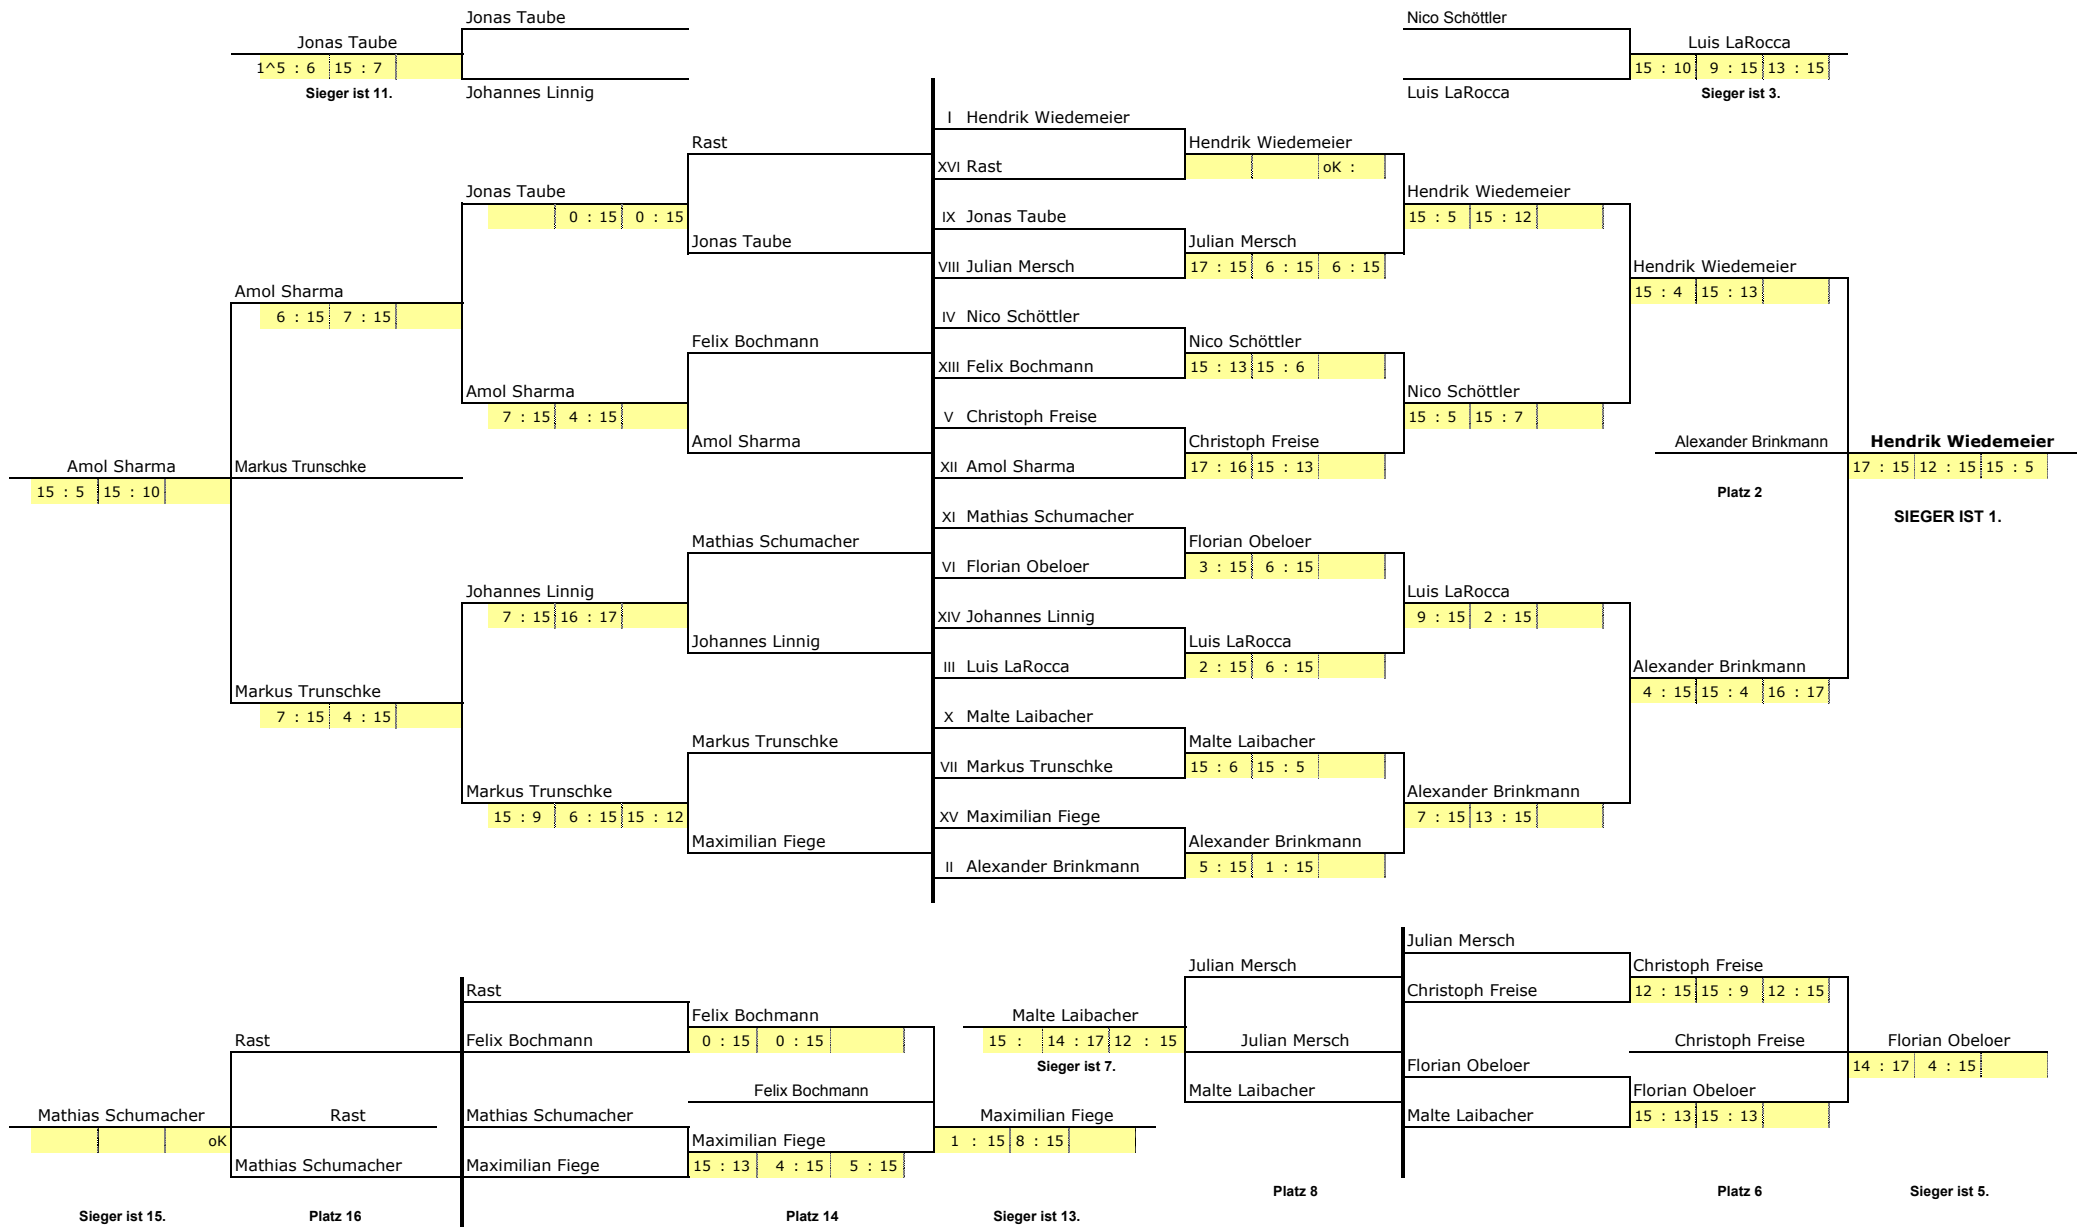 Jonas Taube
Nico Schöttler
Jonas Taube
Luis LaRocca
1^5 : 6 15 : 7
15 : 10 9 : 15 13 : 15
Sieger ist 11.
Johannes Linnig
Luis LaRocca
Sieger ist 3.
I Hendrik Wiedemeier
Rast
Hendrik Wiedemeier
XVI Rast
oK :
Jonas Taube
Hendrik Wiedemeier
0 : 15 0 : 15
IX Jonas Taube
15 : 5 15 : 12
Jonas Taube
Julian Mersch
VIII Julian Mersch
17 : 15 6 : 15 6 : 15
Hendrik Wiedemeier
Amol Sharma
15 : 4 15 : 13
6 : 15 7 : 15
IV Nico Schöttler
Felix Bochmann
Nico Schöttler
XIII Felix Bochmann
15 : 13 15 : 6
Amol Sharma
Nico Schöttler
7 : 15 4 : 15
V Christoph Freise
15 : 5 15 : 7
Amol Sharma
Christoph Freise
Alexander Brinkmann
Hendrik Wiedemeier
Amol Sharma
Markus Trunschke
XII Amol Sharma
17 : 16 15 : 13
17 : 15 12 : 15 15 : 5
15 : 5 15 : 10
Platz 2
XI Mathias Schumacher
SIEGER IST 1.
Mathias Schumacher
Florian Obeloer
VI Florian Obeloer
3 : 15 6 : 15
Johannes Linnig
Luis LaRocca
7 : 15 16 : 17
XIV Johannes Linnig
9 : 15 2 : 15
Johannes Linnig
Luis LaRocca
III Luis LaRocca
2 : 15 6 : 15
Alexander Brinkmann
Markus Trunschke
4 : 15 15 : 4 16 : 17
7 : 15 4 : 15
X Malte Laibacher
Markus Trunschke
Malte Laibacher
VII Markus Trunschke
15 : 6 15 : 5
Markus Trunschke
Alexander Brinkmann
15 : 9 6 : 15 15 : 12
XV Maximilian Fiege
7 : 15 13 : 15
Maximilian Fiege
Alexander Brinkmann
II Alexander Brinkmann
5 : 15 1 : 15
Julian Mersch
Julian Mersch
Christoph Freise
Rast
Christoph Freise
12 : 15 15 : 9 12 : 15
Felix Bochmann
Malte Laibacher
Rast
Felix Bochmann
0 : 15 0 : 15
15 : 14 : 17 12 : 15
Julian Mersch
Christoph Freise
Florian Obeloer
Sieger ist 7.
Florian Obeloer
14 : 17 4 : 15
Felix Bochmann
Malte Laibacher
Florian Obeloer
Mathias Schumacher
Rast
Mathias Schumacher
Maximilian Fiege
Malte Laibacher
15 : 13 15 : 13
oK
Maximilian Fiege
1 : 15 8 : 15
Mathias Schumacher
Maximilian Fiege
15 : 13 4 : 15 5 : 15
Platz 8
Platz 6
Sieger ist 5.
Sieger ist 15.
Platz 16
Platz 14
Sieger ist 13.